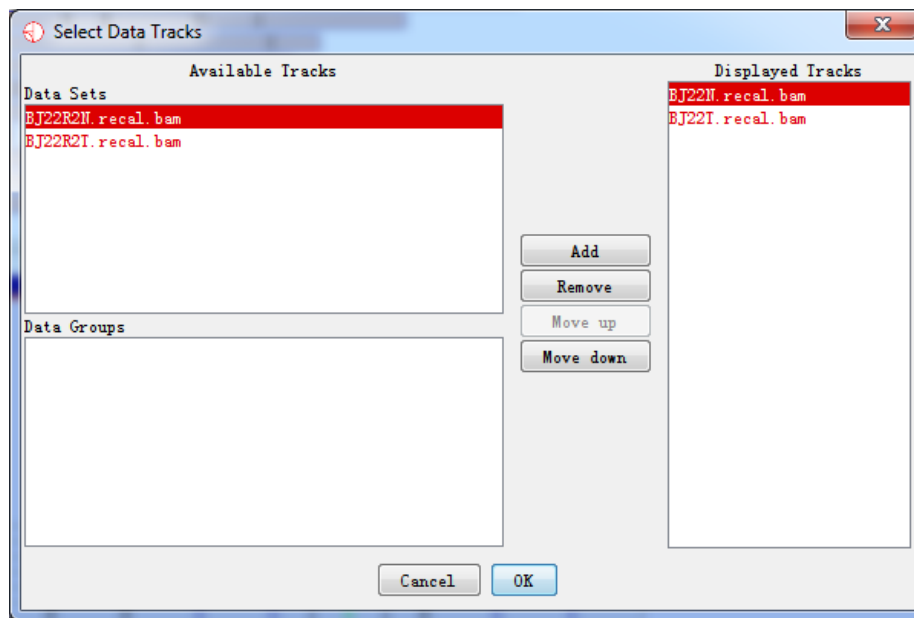 Select Data Tracks
Available Tracks
Data Sets
BJ22R2N.recal.bam
BJ22R2T.recal.bam
Data Groups
Add
Remove
Move up
Move down
Displayed Tracks
BJ22N.recal.bam
BJ22T.recal.bam
Cancel
OK